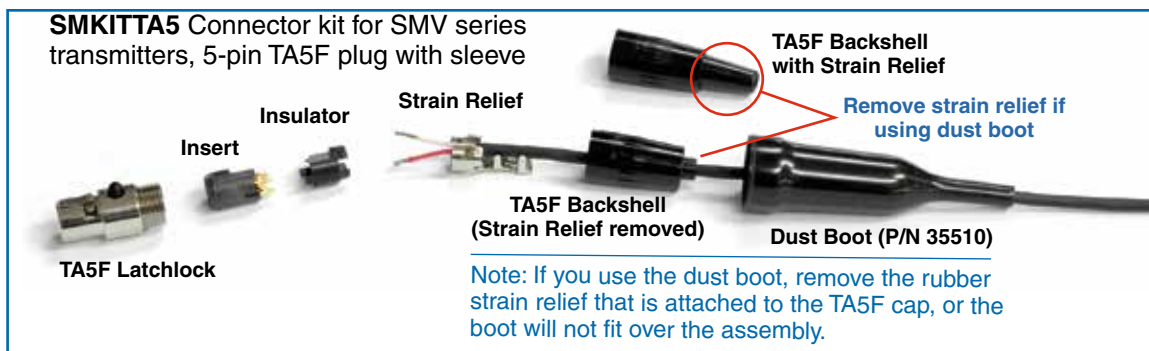 SMKITTA5 Connector kit for SMV series
transmitters, 5-pin TA5F plug with sleeve
TA5F Backshell
with Strain Relief
Strain Relief
Remove strain relief if
using dust boot
Insulator
Insert
TA5F Backshell
(Strain Relief removed)
Dust Boot (P/N 35510)
TA5F Latchlock
Note: If you use the dust boot, remove the rubber
strain relief that is attached to the TA5F cap, or the
boot will not fit over the assembly.